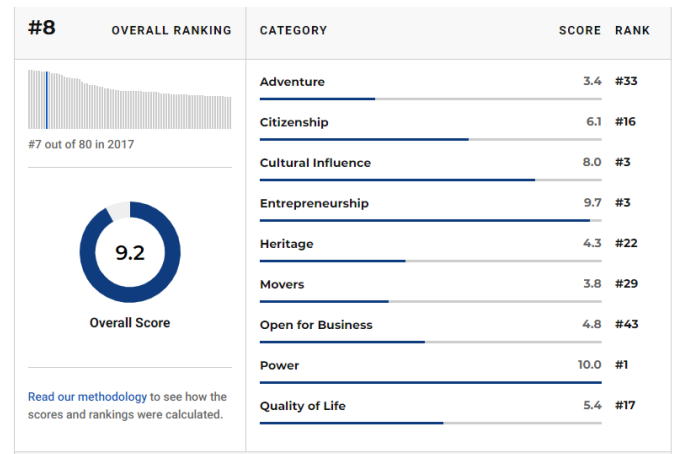 #8 OVERALL RANKING
#7 out of 80 in 2017
9.2
Overall Score
Read our methodology to see how the
scores and rankings were calculated.
CATEGORY SCORE RANK
Adventure 3.4 #33
Citizenship 6.1 #16
Cultural Influence 8.0 #3
Entrepreneurship 9.7 #3
Heritage 4.3 #22
Movers 3.8 #29
Open for Business 4.8 #43
Power 10.0 #1
Quality of Life 5.4 #17